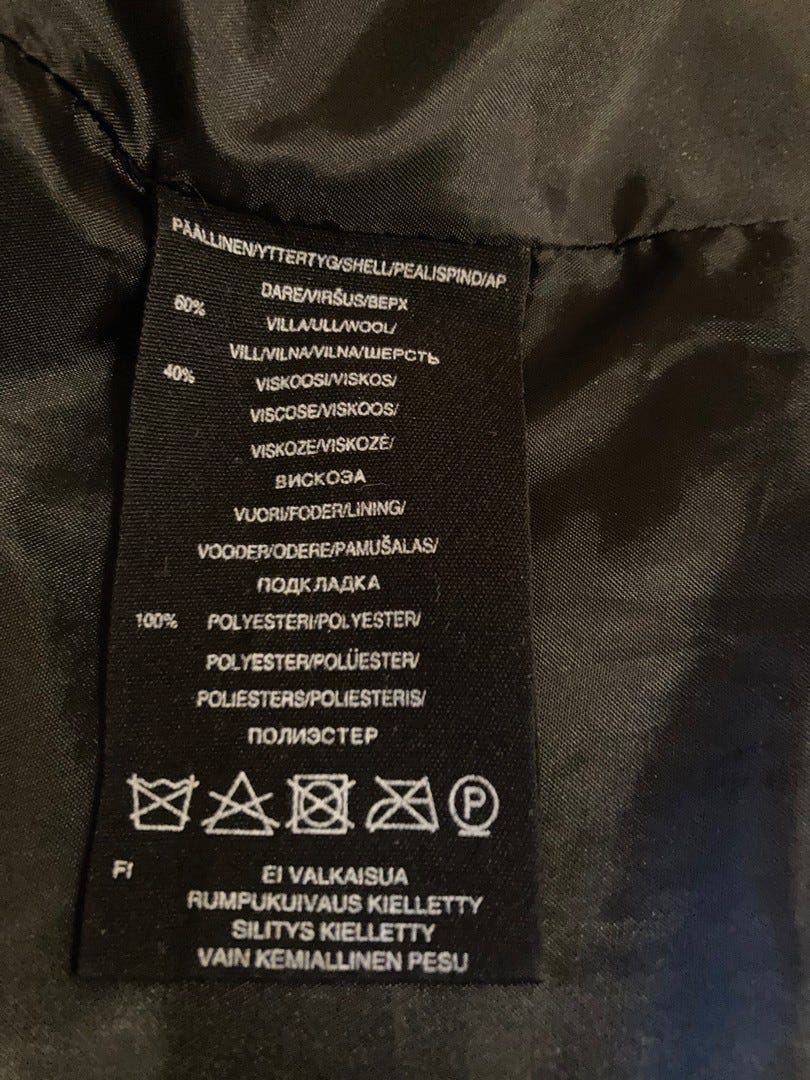 PÄÄLLINEN/YTTERTYG/SHELL/PEALISPIND/AP
DARE/VIRŠUS/ВЕРХ
60% VILLA/ULL/WOOL/
VILL/VILNA/VILNA/ШЕРСТЬ
40% VISKOOSI/VISKOS/
VISCOSE/VISKOOS/
VISKOZE/VISKOZĖ/
ВИСКОЭА
VUORI/FODER/LINING/
VOODER/ODERE/PAMUŠALAS/
ПОДКЛАДКА
100% POLYESTERI/POLYESTER/
POLYESTER/POLÜESTER/
POLIESTERS/POLIESTERIS/
ПОЛИЭСТЕР
P
FI EI VALKAISUA
RUMPUKUIVAUS KIELLETTY
SILITYS KIELLETTY
VAIN KEMIALLINEN PESU